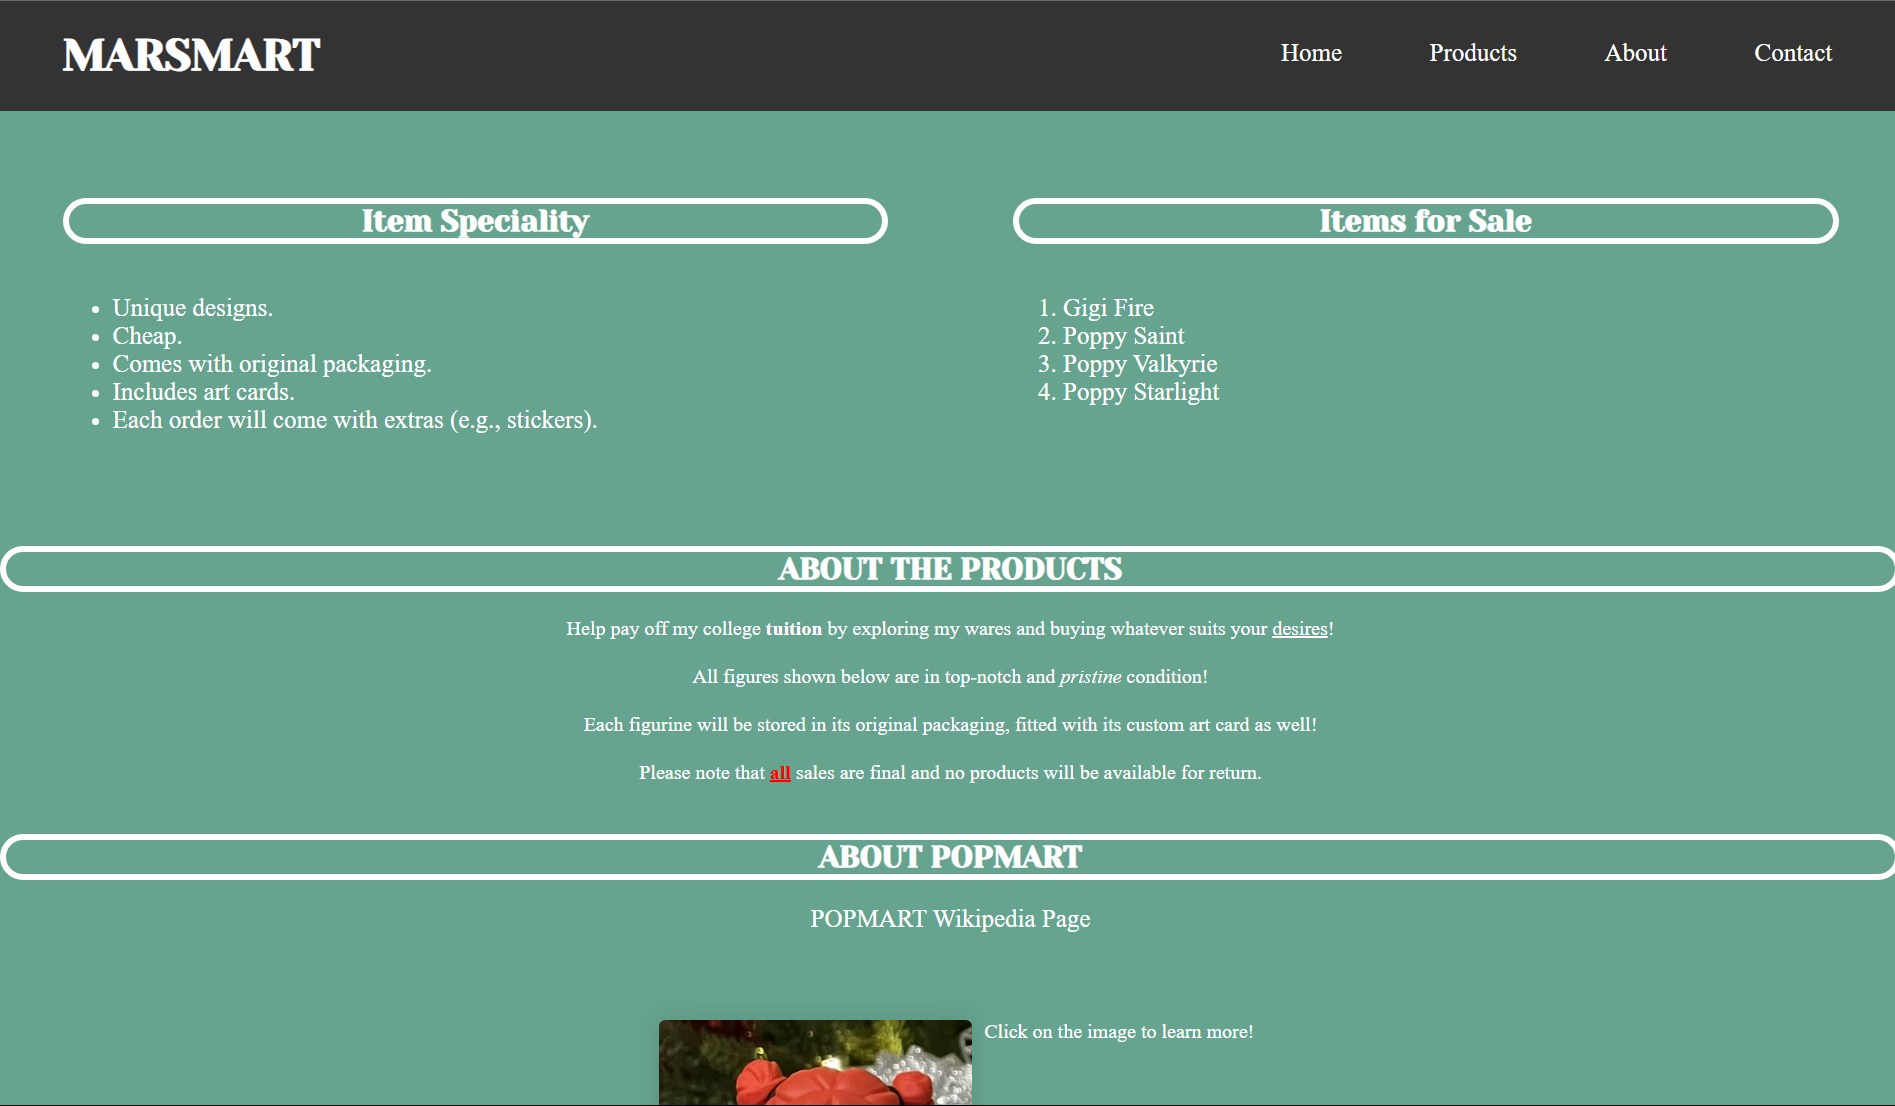 MARSMART
Home Products About Contact
Item Speciality
• Unique designs.
• Cheap.
• Comes with original packaging.
• Includes art cards.
• Each order will come with extras (e.g., stickers).
Items for Sale
1. Gigi Fire
2. Poppy Saint
3. Poppy Valkyrie
4. Poppy Starlight
ABOUT THE PRODUCTS
Help pay off my college tuition by exploring my wares and buying whatever suits your desires!
All figures shown below are in top-notch and pristine condition!
Each figurine will be stored in its original packaging, fitted with its custom art card as well!
Please note that all sales are final and no products will be available for return.
ABOUT POPMART
POPMART Wikipedia Page
Click on the image to learn more!